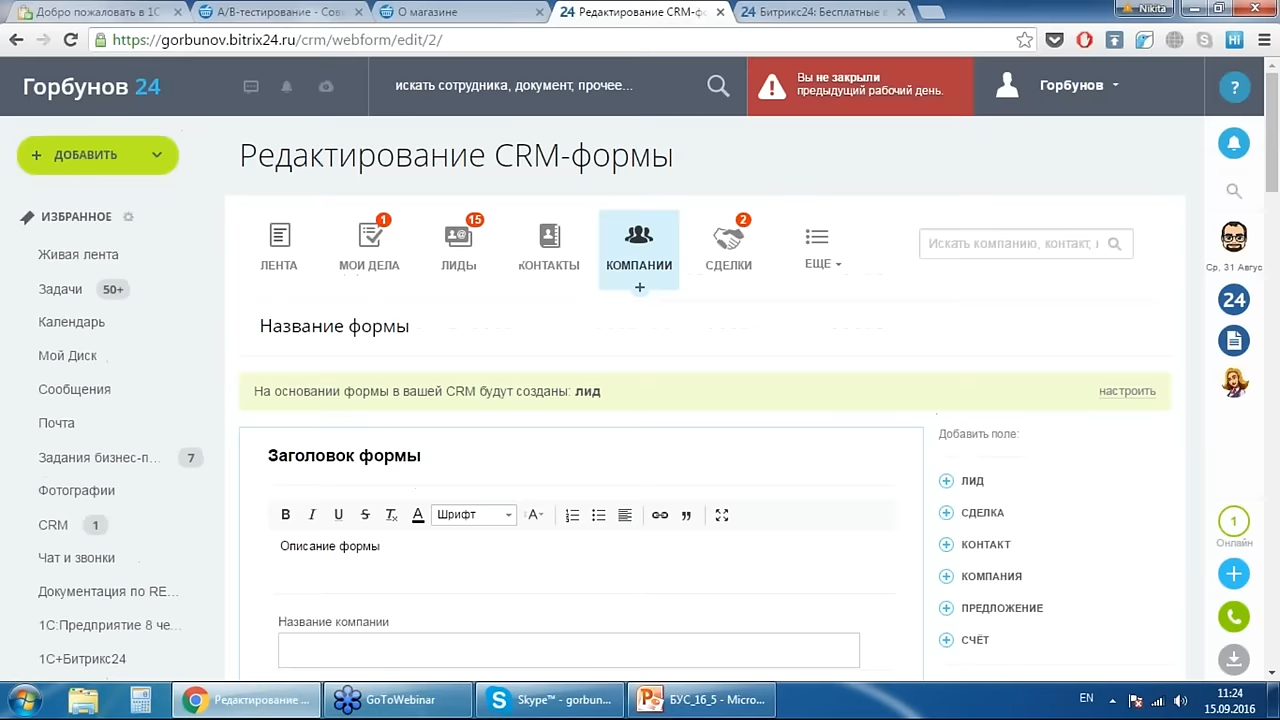 Добро пожаловать в 1С
A/B-тестирование - Сов
О магазине
24 Редактирование CRM-ф
24 Битрикс24: Бесплатные
Nikita
https://gorbunov.bitrix24.ru/crm/webform/edit/2/
Hi
Горбунов 24
искать сотрудника, документ, прочее...
Вы не закрыли
предыдущий рабочий день.
Горбунов
?
+ ДОБАВИТЬ
Редактирование CRM-формы
ИЗБРАННОЕ
Живая лента
Задачи 50+
Календарь
Мой Диск
Сообщения
Почта
Задания бизнес-п... 7
Фотографии
CRM 1
Чат и звонки
Документация по RE...
1С:Предприятие 8 че...
1С+Битрикс24
ЛЕНТА
1
МОИ ДЕЛА
15
ЛИДЫ
КОНТАКТЫ
КОМПАНИИ
+
2
СДЕЛКИ
ЕЩЕ
Искать компанию, контакт,
Название формы
На основании формы в вашей CRM будут созданы: лид
настроить
Заголовок формы
B I U S Tx A Шрифт A
Описание формы
Название компании
Добавить поле:
ЛИД
СДЕЛКА
КОНТАКТ
КОМПАНИЯ
ПРЕДЛОЖЕНИЕ
СЧЁТ
Ср, 31 Авгус
24
1
Онлайн
Редактирование ...
GoToWebinar
Skype™ - gorbun...
БУС_16_5 - Micro...
EN
11:24
15.09.2016